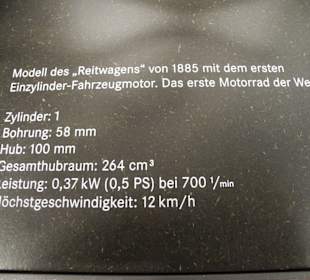 Modell des „Reitwagens" von 1885 mit dem ersten
Einzylinder-Fahrzeugmotor. Das erste Motorrad der We
Zylinder: 1
Bohrung: 58 mm
Hub: 100 mm
Gesamthubraum: 264 cm³
eistung: 0,37 kW (0,5 PS) bei 700 ¹/min
löchstgeschwindigkeit: 12 km/h